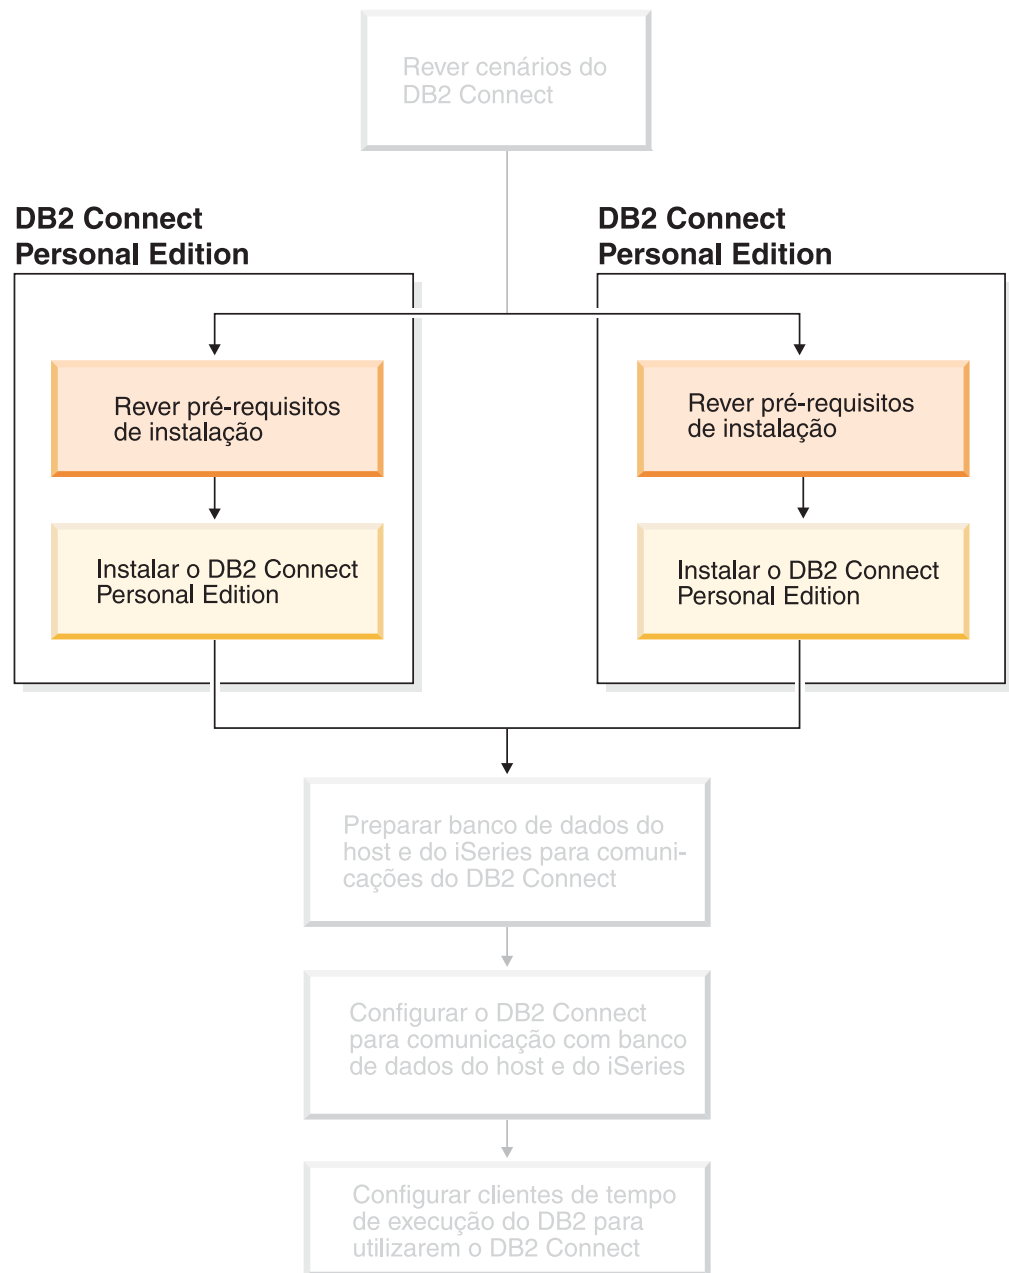 Rever cenários do
DB2 Connect
DB2 Connect
Personal Edition
DB2 Connect
Personal Edition
Rever pré-requisitos
de instalação
Rever pré-requisitos
de instalação
Instalar o DB2 Connect
Personal Edition
Instalar o DB2 Connect
Personal Edition
Preparar banco de dados do
host e do iSeries para comuni-
cações do DB2 Connect
Configurar o DB2 Connect
para comunicação com banco
de dados do host e do iSeries
Configurar clientes de tempo
de execução do DB2 para
utilizarem o DB2 Connect